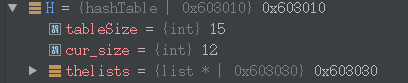 H = {hashTable | 0x603010} 0x603010
tableSize = {int} 15
cur_size = {int} 12
thelists = {list * | 0x603030} 0x603030